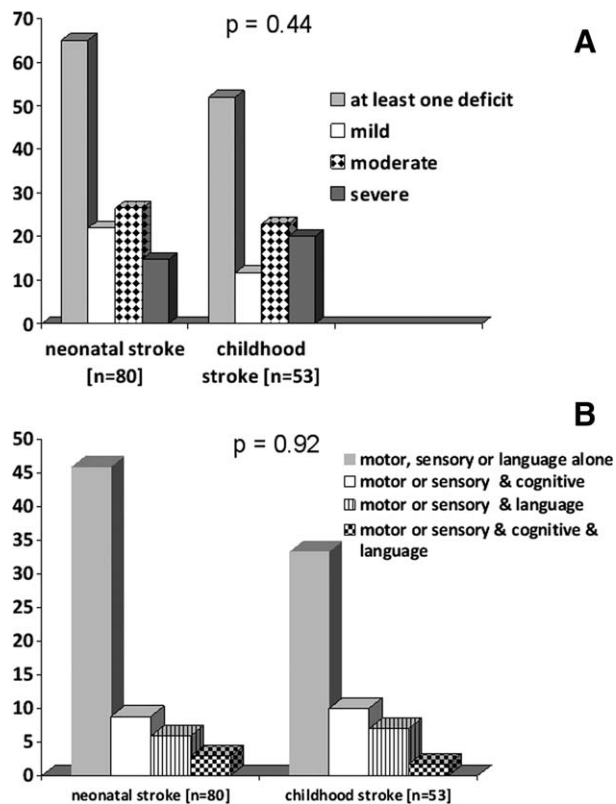 70
60
50
40
30
20
10
0
p = 0.44
A
at least one deficit
mild
moderate
severe
neonatal stroke
[n=80]
childhood
stroke [n=53]
B
50
45
40
35
30
25
20
15
10
5
0
p = 0.92
motor, sensory or language alone
motor or sensory & cognitive
motor or sensory & language
motor or sensory & cognitive &
language
neonatal stroke [n=80]
childhood stroke [n=53]